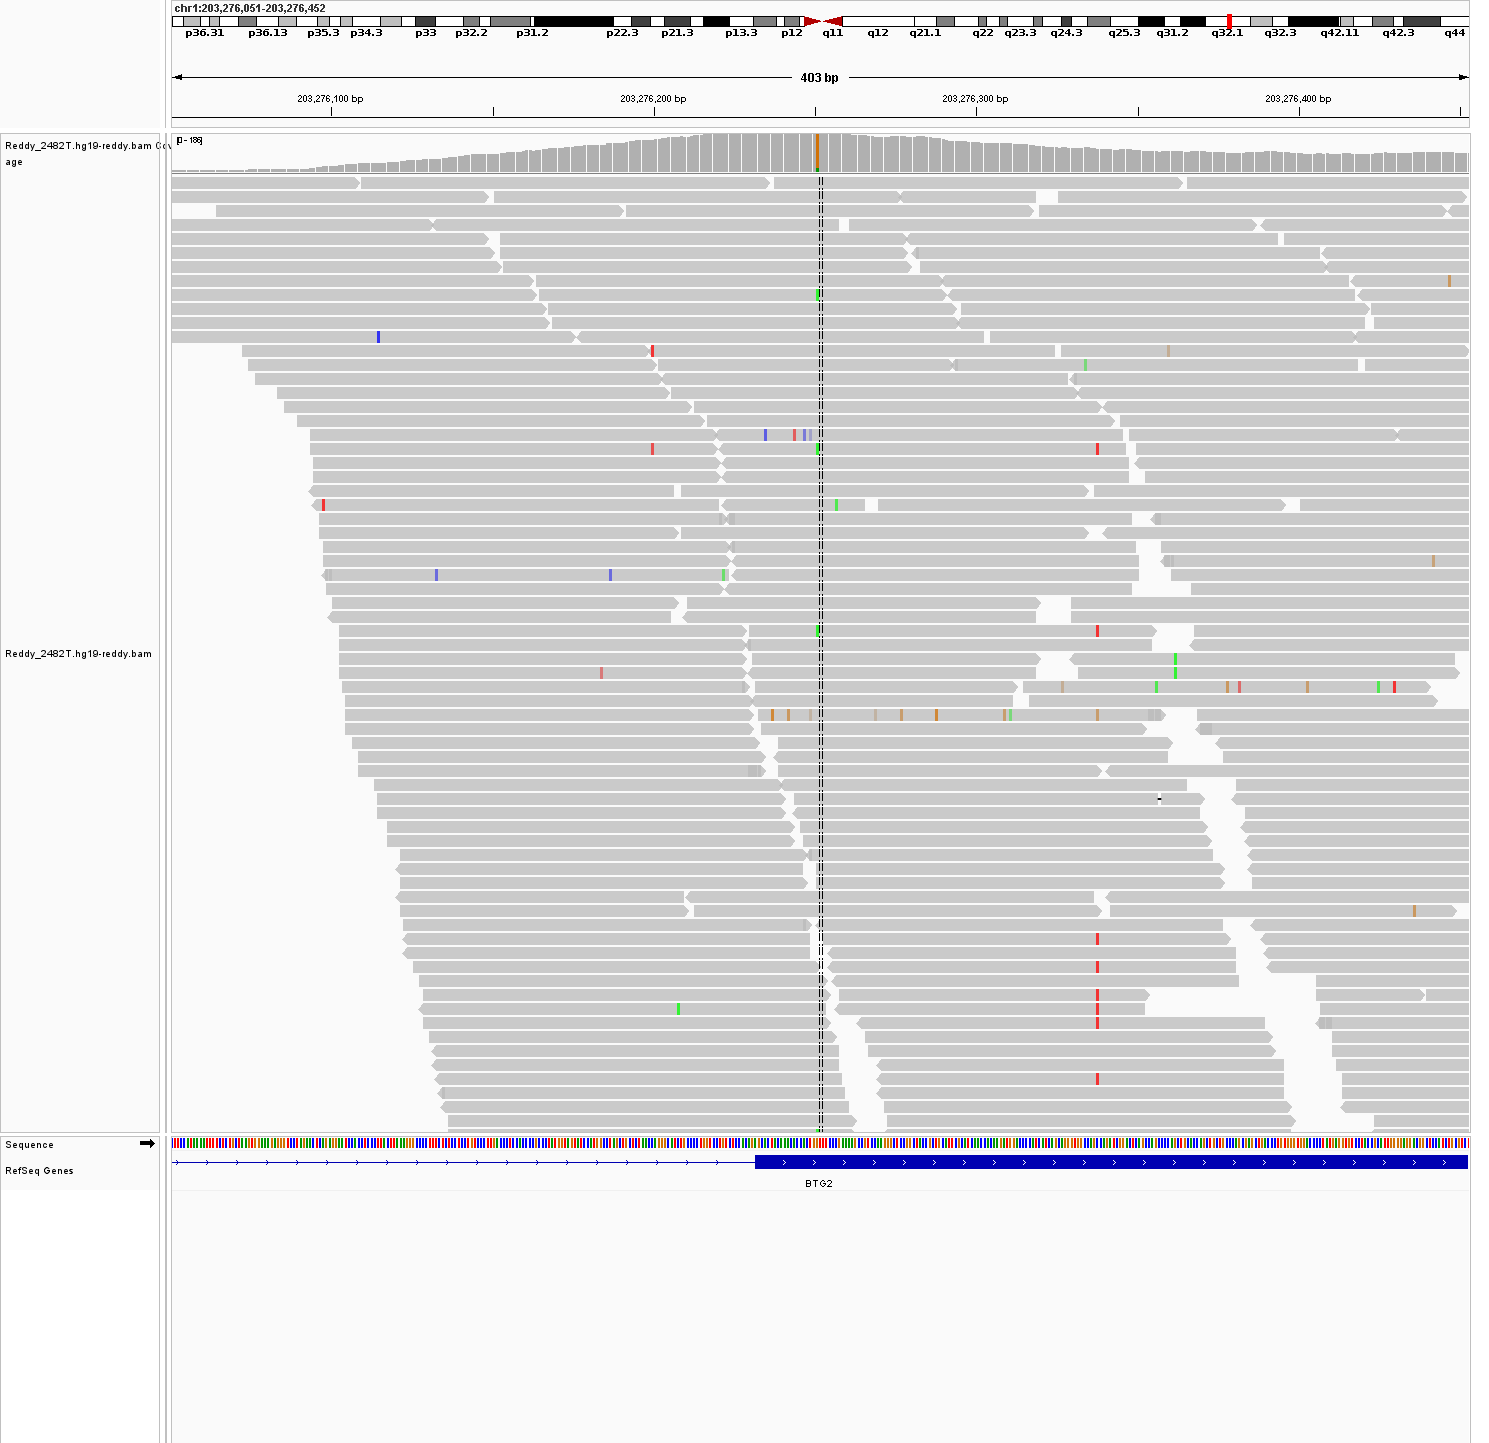 chr1:203,276,051-203,276,452
p36.31 p36.13 p35.3 p34.3 p33 p32.2 p31.2 p22.3 p21.3 p13.3 p12 q11 q12 q21.1 q22 q23.3 q24.3 q25.3 q31.2 q32.1 q32.3 q42.11 q42.3 q44
403 bp
203,276,100 bp 203,276,200 bp 203,276,300 bp 203,276,400 bp
Reddy_2482T.hg19-reddy.bam Cov
age
[0 - 186]
Reddy_2482T.hg19-reddy.bam
Sequence
RefSeq Genes
BTG2